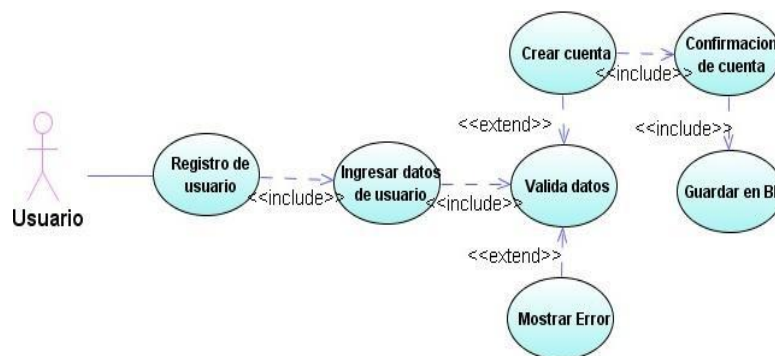 Crear cuenta
Confirmacion
de cuenta
<<include>>
<<extend>>
<<include>>
Registro de
usuario
Ingresar datos
de usuario
Valida datos
Guardar en B
<<include>>
<<include>>
Usuario
<<extend>>
Mostrar Error